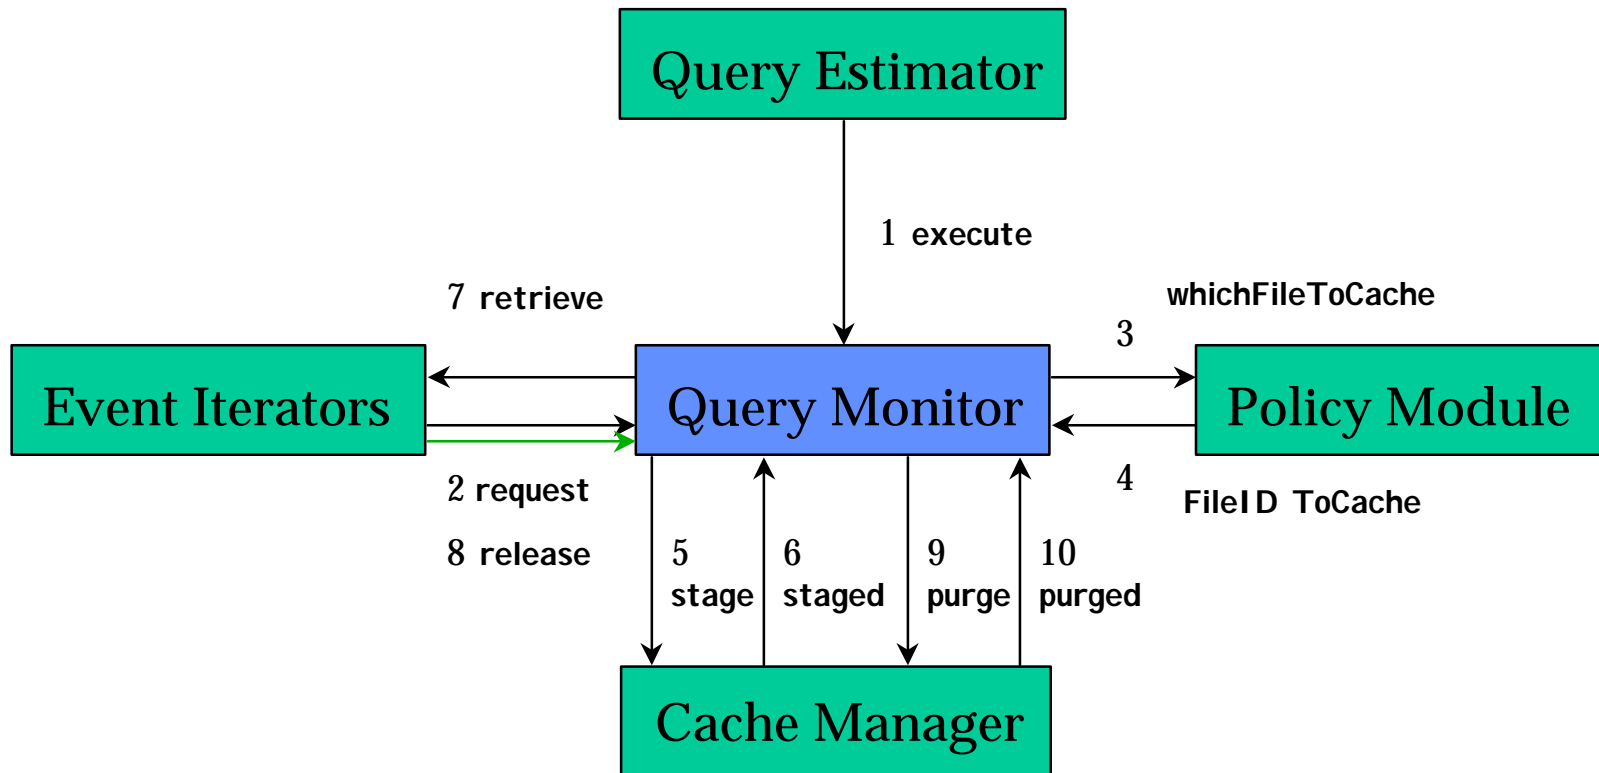 Query Estimator
1 execute
7 retrieve
whichFileToCache
3
Event Iterators
Query Monitor
Policy Module
2 request
4
FileID ToCache
8 release
5
stage
6
staged
9
purge
10
purged
Cache Manager